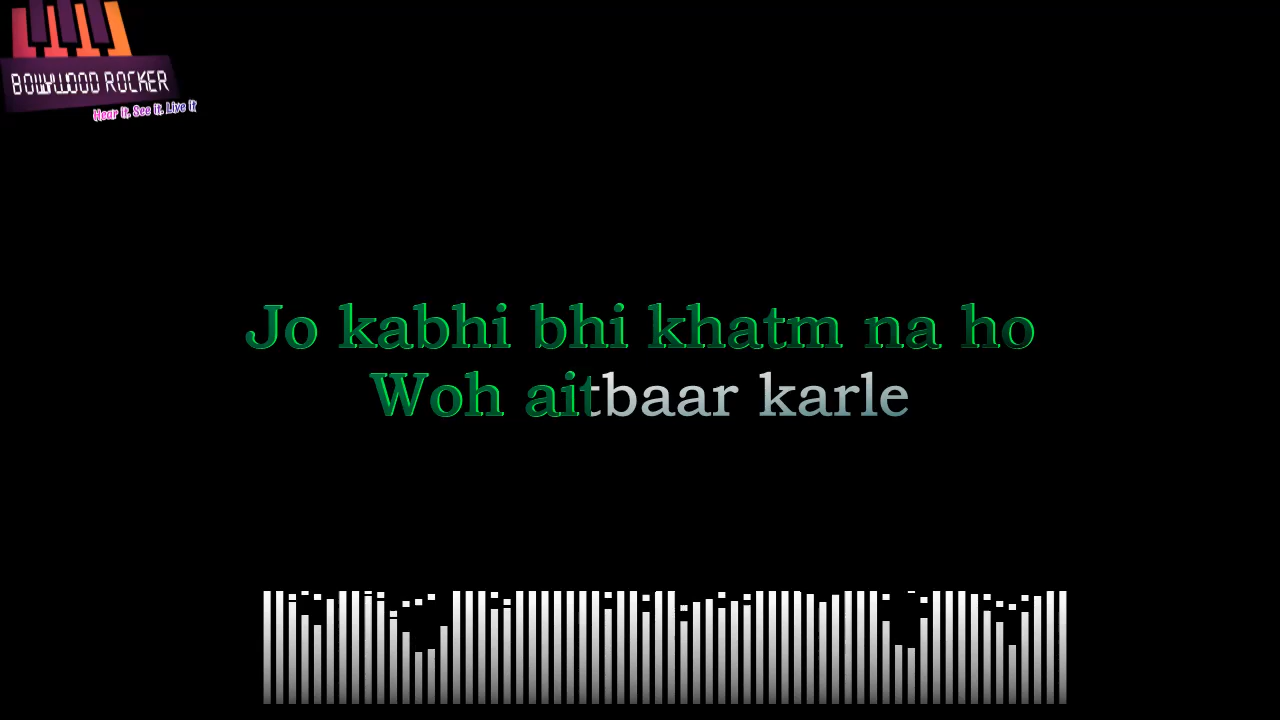 BOLLYWOOD ROCKER
Hear it, See it, Live it
Jo kabhi bhi khatm na ho
Woh aitbaar karle